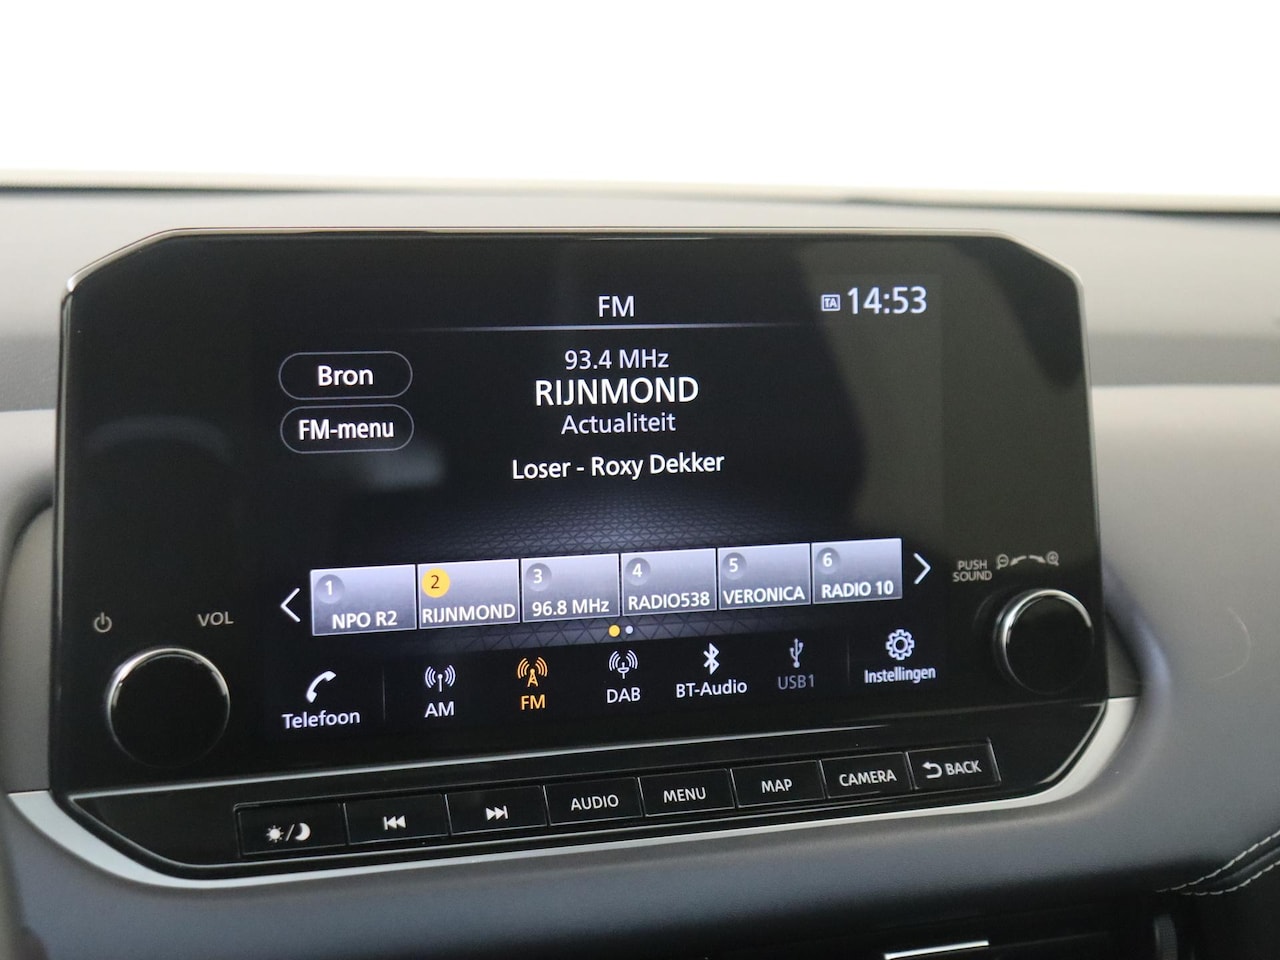 FM
TA 14:53
Bron
93.4 MHz
RIJNMOND
FM-menu
Actualiteit
Loser - Roxy Dekker
1 NPO R2
2 RIJNMOND
3 96.8 MHz
4 RADIO538
5 VERONICA
6 RADIO 10
PUSH
SOUND
VOL
Telefoon
AM
FM
DAB
BT-Audio
USB1
Instellingen
AUDIO
MENU
MAP
CAMERA
BACK